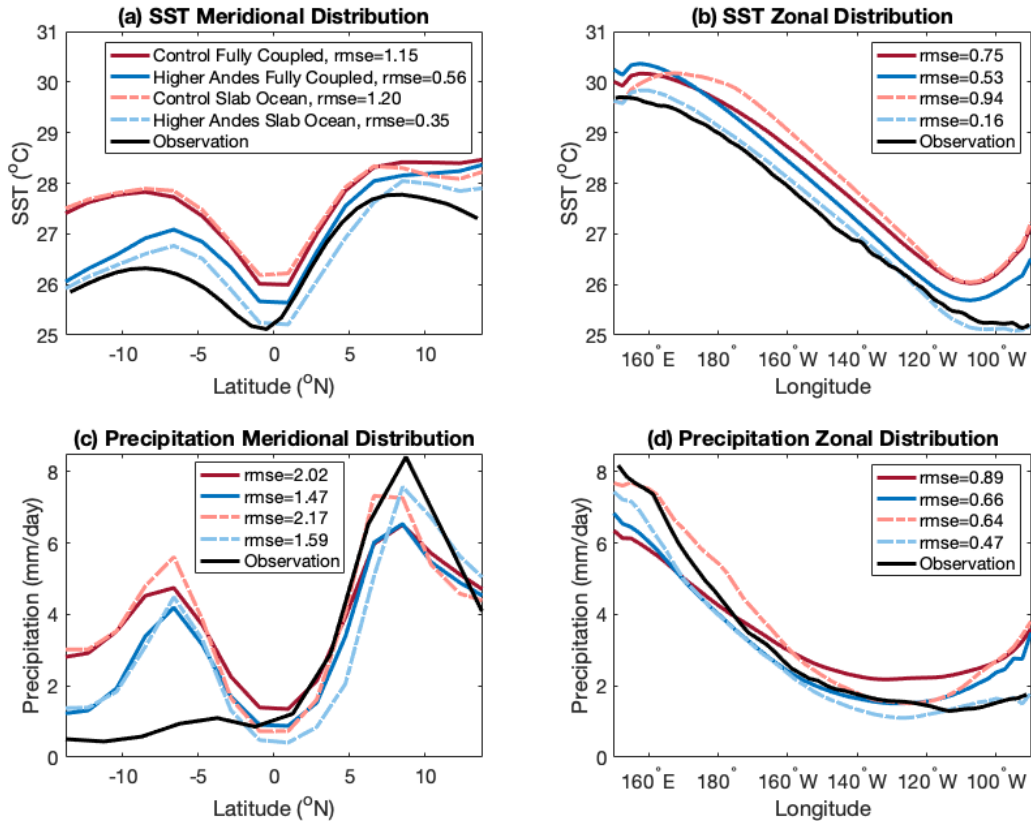 (a) SST Meridional Distribution
31
30
29
28
27
26
25
SST (°C)
Control Fully Coupled, rmse=1.15
Higher Andes Fully Coupled, rmse=0.56
Control Slab Ocean, rmse=1.20
Higher Andes Slab Ocean, rmse=0.35
Observation
-10 -5 0 5 10
Latitude (°N)
(b) SST Zonal Distribution
31
30
29
28
27
26
25
SST (°C)
rmse=0.75
rmse=0.53
rmse=0.94
rmse=0.16
Observation
160°E 180° 160°W 140°W 120°W 100°W
Longitude
(c) Precipitation Meridional Distribution
8
6
4
2
0
Precipitation (mm/day)
rmse=2.02
rmse=1.47
rmse=2.17
rmse=1.59
Observation
-10 -5 0 5 10
Latitude (°N)
(d) Precipitation Zonal Distribution
8
6
4
2
0
Precipitation (mm/day)
rmse=0.89
rmse=0.66
rmse=0.64
rmse=0.47
Observation
160°E 180° 160°W 140°W 120°W 100°W
Longitude